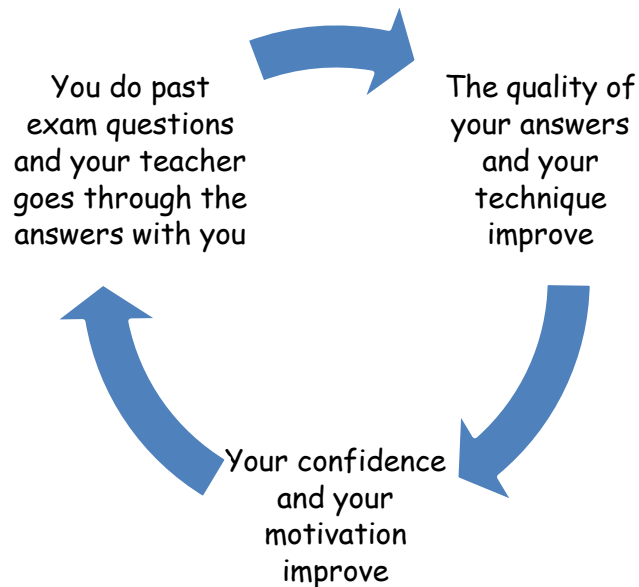 You do past
exam questions
and your teacher
goes through the
answers with you
The quality of
your answers
and your
technique
improve
Your confidence
and your
motivation
improve